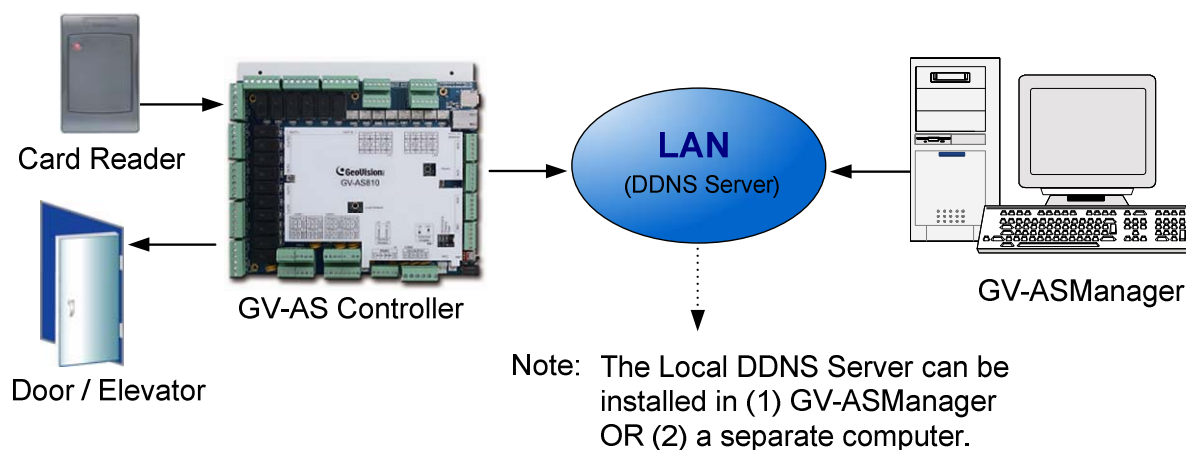 Card Reader
Door / Elevator
GeoVision
GV-AS810
GV-AS Controller
LAN
(DDNS Server)
GV-ASManager
Note: The Local DDNS Server can be
installed in (1) GV-ASManager
OR (2) a separate computer.